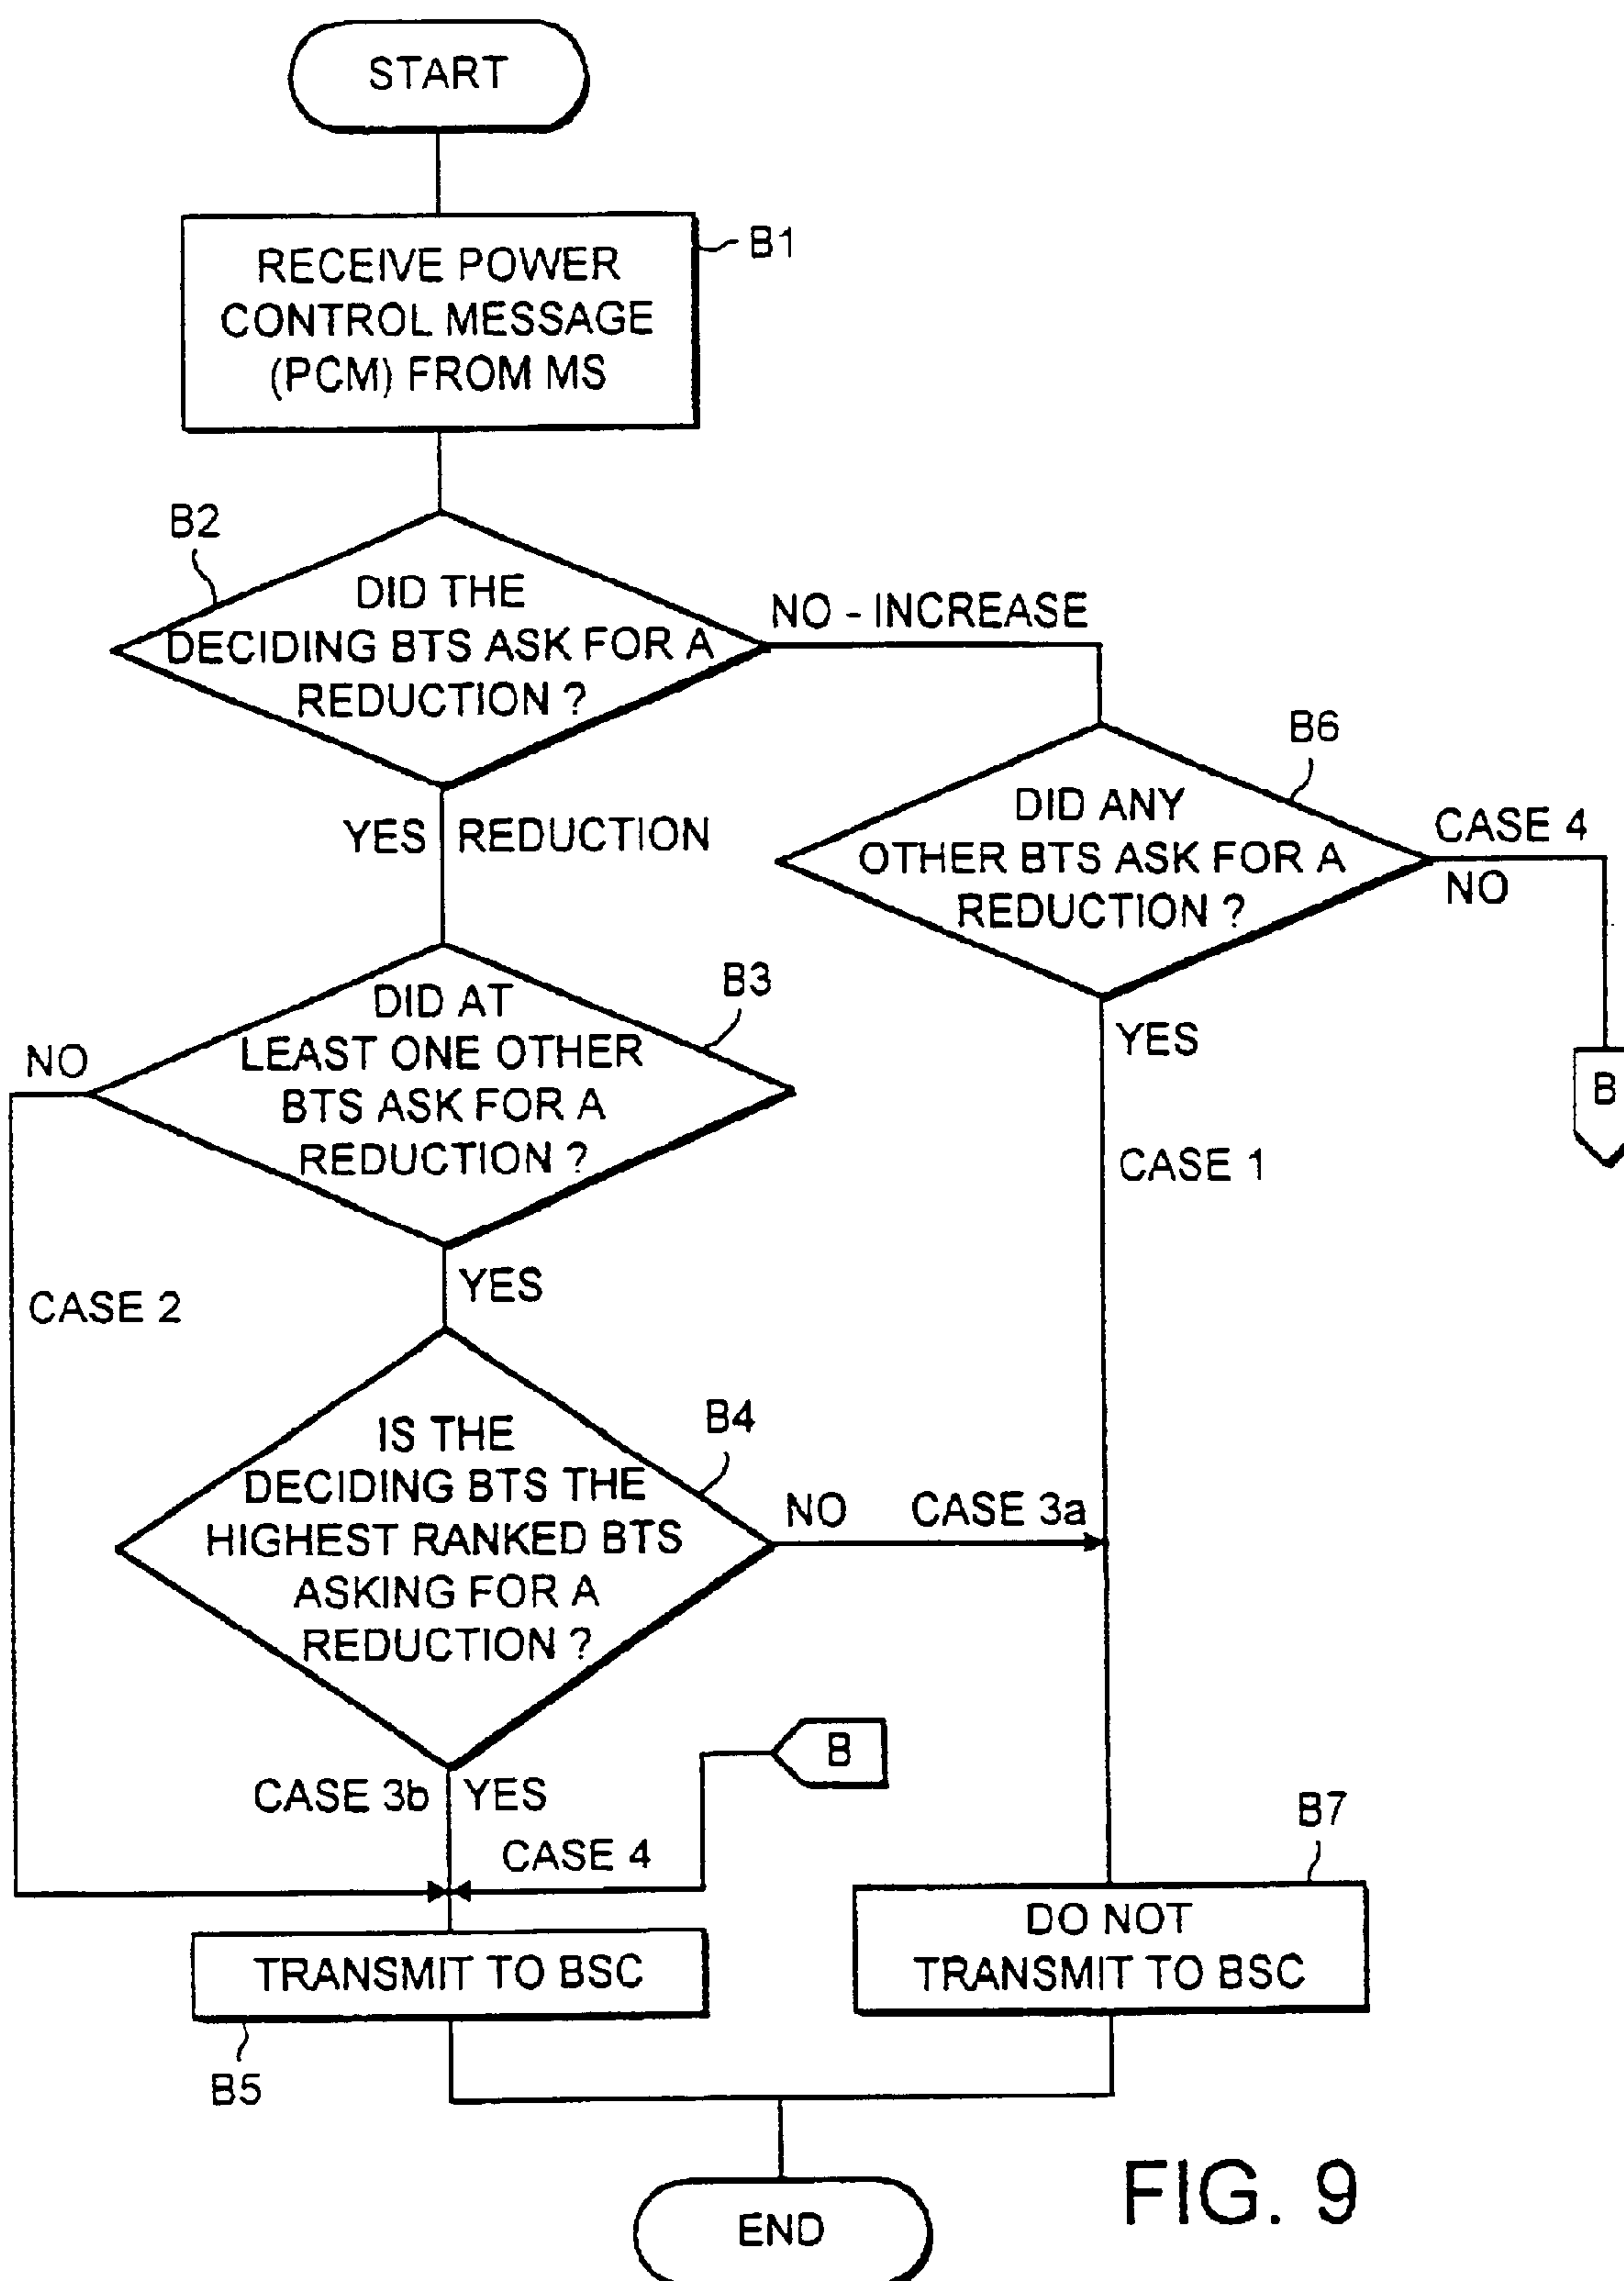 START
RECEIVE POWER
CONTROL MESSAGE
(PCM) FROM MS
B1
B2
DID THE
DECIDING BTS ASK FOR A
REDUCTION ?
NO - INCREASE
YES REDUCTION
B6
DID ANY
OTHER BTS ASK FOR A
REDUCTION ?
CASE 4
NO
B
YES
CASE 1
B3
DID AT
LEAST ONE OTHER
BTS ASK FOR A
REDUCTION ?
NO
CASE 2
YES
B4
IS THE
DECIDING BTS THE
HIGHEST RANKED BTS
ASKING FOR A
REDUCTION ?
NO CASE 3a
B
CASE 3b YES
CASE 4
B7
TRANSMIT TO BSC
B5
DO NOT
TRANSMIT TO BSC
END
FIG. 9